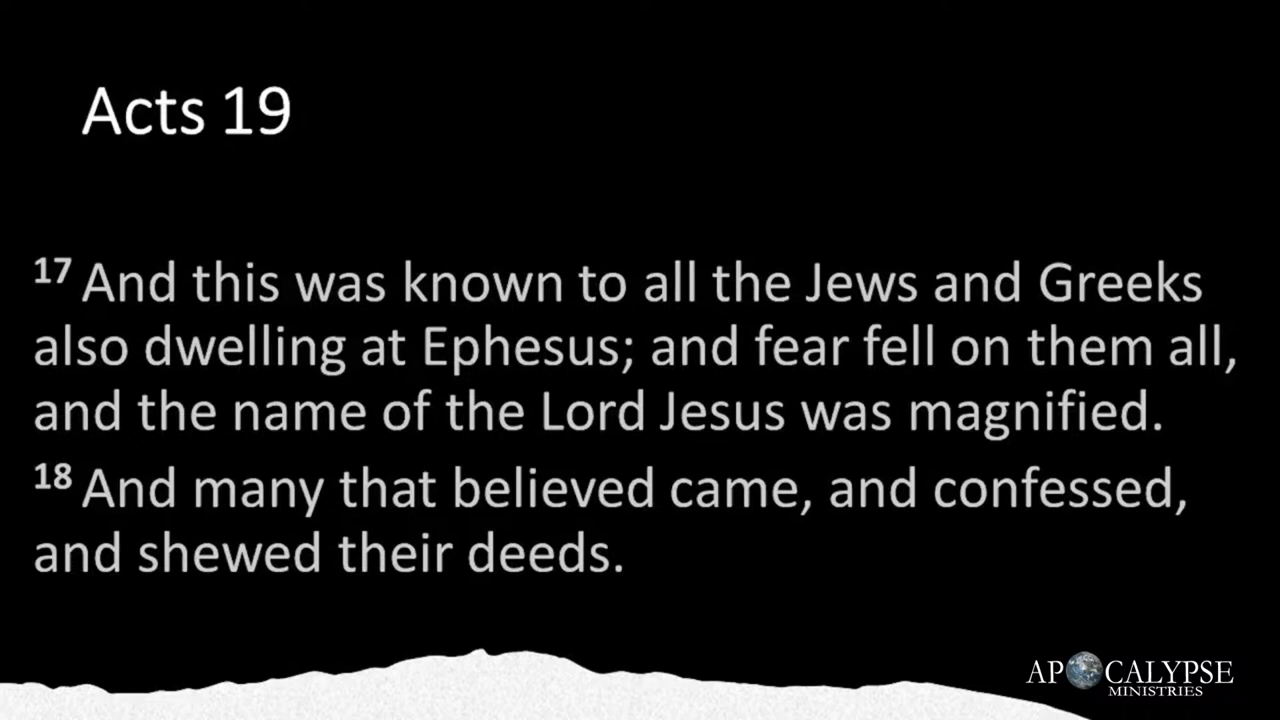 Acts 19
17 And this was known to all the Jews and Greeks
also dwelling at Ephesus; and fear fell on them all,
and the name of the Lord Jesus was magnified.
18 And many that believed came, and confessed,
and shewed their deeds.
APOCALYPSE
MINISTRIES